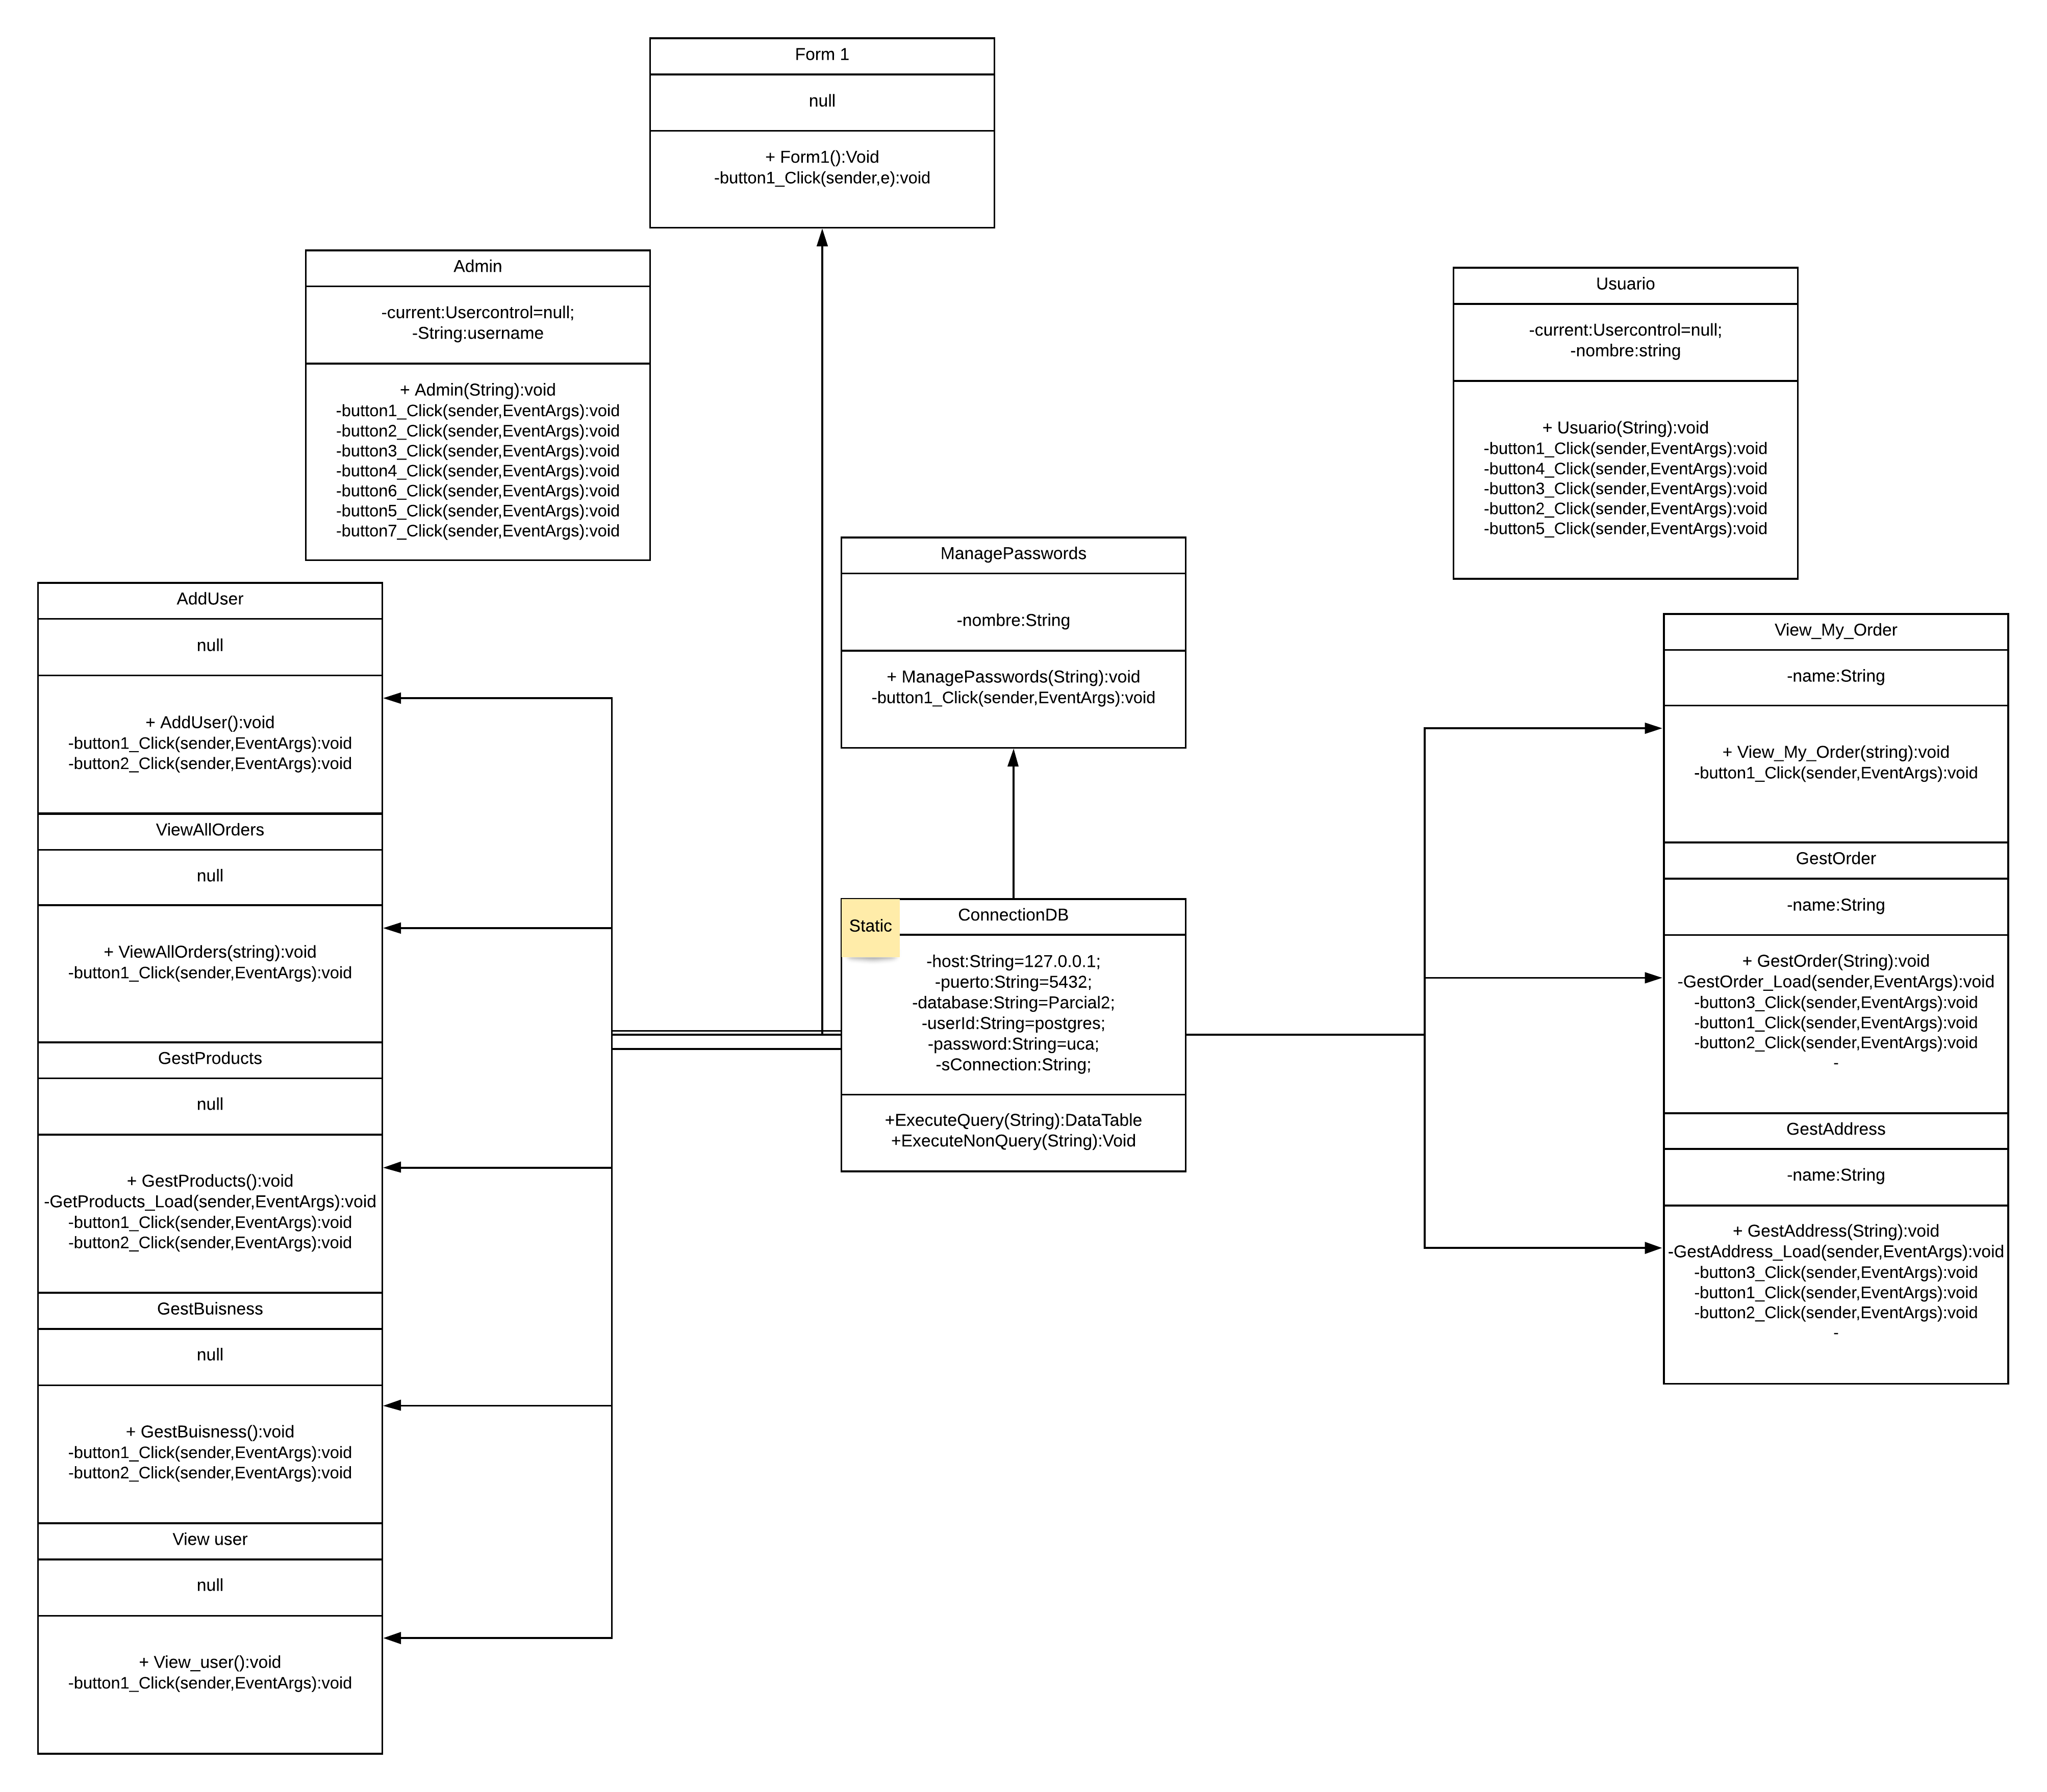 Form 1
null
+ Form1():Void
-button1_Click(sender,e):void
Admin
-current:Usercontrol=null;
-String:username
+ Admin(String):void
-button1_Click(sender,EventArgs):void
-button2_Click(sender,EventArgs):void
-button3_Click(sender,EventArgs):void
-button4_Click(sender,EventArgs):void
-button6_Click(sender,EventArgs):void
-button5_Click(sender,EventArgs):void
-button7_Click(sender,EventArgs):void
Usuario
-current:Usercontrol=null;
-nombre:string
+ Usuario(String):void
-button1_Click(sender,EventArgs):void
-button4_Click(sender,EventArgs):void
-button3_Click(sender,EventArgs):void
-button2_Click(sender,EventArgs):void
-button5_Click(sender,EventArgs):void
ManagePasswords
-nombre:String
+ ManagePasswords(String):void
-button1_Click(sender,EventArgs):void
AddUser
null
+ AddUser():void
-button1_Click(sender,EventArgs):void
-button2_Click(sender,EventArgs):void
ViewAllOrders
null
+ ViewAllOrders(string):void
-button1_Click(sender,EventArgs):void
GestProducts
null
+ GestProducts():void
-GetProducts_Load(sender,EventArgs):void
-button1_Click(sender,EventArgs):void
-button2_Click(sender,EventArgs):void
GestBuisness
null
+ GestBuisness():void
-button1_Click(sender,EventArgs):void
-button2_Click(sender,EventArgs):void
View user
null
+ View_user():void
-button1_Click(sender,EventArgs):void
Static
ConnectionDB
-host:String=127.0.0.1;
-puerto:String=5432;
-database:String=Parcial2;
-userId:String=postgres;
-password:String=uca;
-sConnection:String;
+ExecuteQuery(String):DataTable
+ExecuteNonQuery(String):Void
View_My_Order
-name:String
+ View_My_Order(string):void
-button1_Click(sender,EventArgs):void
GestOrder
-name:String
+ GestOrder(String):void
-GestOrder_Load(sender,EventArgs):void
-button3_Click(sender,EventArgs):void
-button1_Click(sender,EventArgs):void
-button2_Click(sender,EventArgs):void
-
GestAddress
-name:String
+ GestAddress(String):void
-GestAddress_Load(sender,EventArgs):void
-button3_Click(sender,EventArgs):void
-button1_Click(sender,EventArgs):void
-button2_Click(sender,EventArgs):void
-